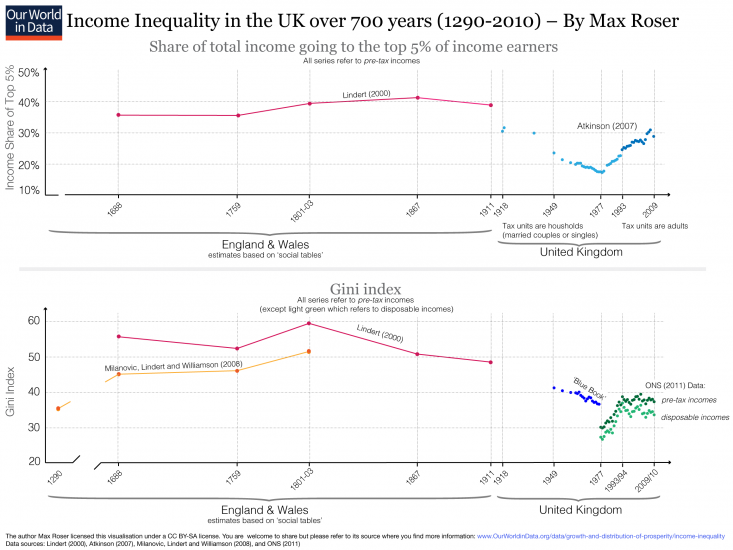 Our World
in Data
Income Inequality in the UK over 700 years (1290-2010) – By Max Roser
Share of total income going to the top 5% of income earners
All series refer to pre-tax incomes
Income Share of Top 5%
50%
40%
30%
20%
10%
Lindert (2000)
Atkinson (2007)
1688
1759
1801-03
1867
1911
1918
1949
1977
1993
2009
Tax units are housholds
(married couples or singles)
Tax units are adults
England & Wales
estimates based on 'social tables'
United Kingdom
Gini index
All series refer to pre-tax incomes
(except light green which refers to disposable incomes)
Gini Index
60
50
40
30
20
Lindert (2000)
Milanovic, Lindert and Williamson (2008)
'Blue Book'
ONS (2011) Data:
pre-tax incomes
disposable incomes
1290
1688
1759
1801-03
1867
1911
1918
1949
1977
1993/94
2009/10
England & Wales
estimates based on 'social tables'
United Kingdom
The author Max Roser licensed this visualisation under a CC BY-SA license. You are welcome to share but please refer to its source where you find more information: www.OurWorldinData.org/data/growth-and-distribution-of-prosperity/income-inequality
Data sources: Lindert (2000), Atkinson (2007), Milanovic, Lindert and Williamson (2008), and ONS (2011)